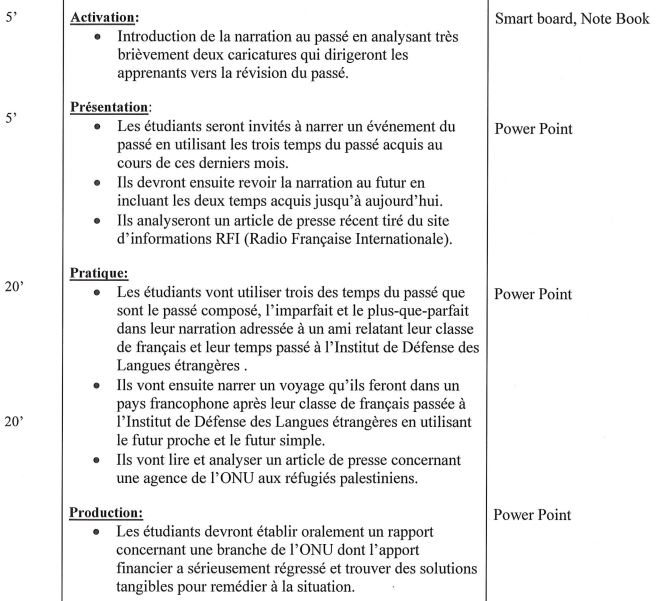 5’ Activation: Smart board, Note Book
• Introduction de la narration au passé en analysant très
brièvement deux caricatures qui dirigeront les
apprenants vers la révision du passé.
Présentation:
5’ • Les étudiants seront invités à narrer un événement du Power Point
passé en utilisant les trois temps du passé acquis au
cours de ces derniers mois.
• Ils devront ensuite revoir la narration au futur en
incluant les deux temps acquis jusqu’à aujourd’hui.
• Ils analyseront un article de presse récent tiré du site
d’informations RFI (Radio Française Internationale).
Pratique:
20’ • Les étudiants vont utiliser trois des temps du passé que Power Point
sont le passé composé, l’imparfait et le plus-que-parfait
dans leur narration adressée à un ami relatant leur classe
de français et leur temps passé à l’Institut de Défense des
Langues étrangères .
• Ils vont ensuite narrer un voyage qu’ils feront dans un
pays francophone après leur classe de français passée à
20’ l’Institut de Défense des Langues étrangères en utilisant
le futur proche et le futur simple.
• Ils vont lire et analyser un article de presse concernant
une agence de l’ONU aux réfugiés palestiniens.
Production: Power Point
• Les étudiants devront établir oralement un rapport
concernant une branche de l’ONU dont l’apport
financier a sérieusement régressé et trouver des solutions
tangibles pour remédier à la situation.